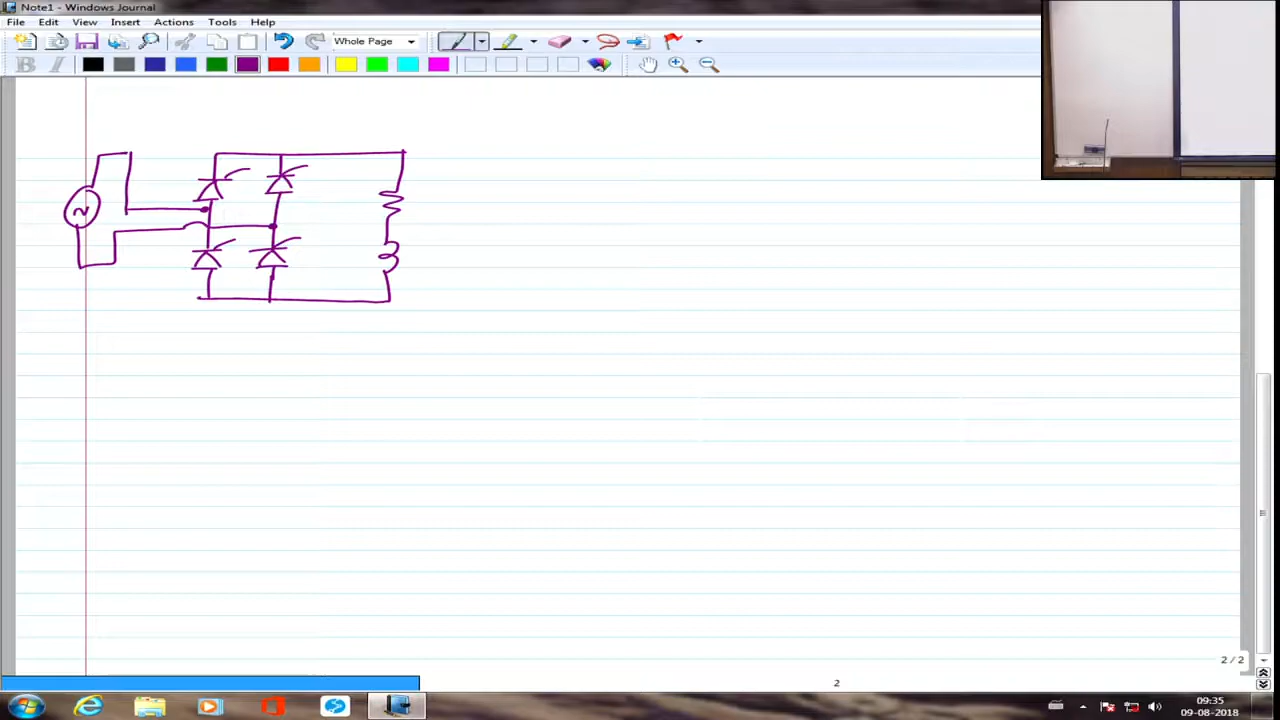 Note1 - Windows Journal
File Edit View Insert Actions Tools Help
Whole Page
B I
~
2 / 2
2
09:35
09-08-2018